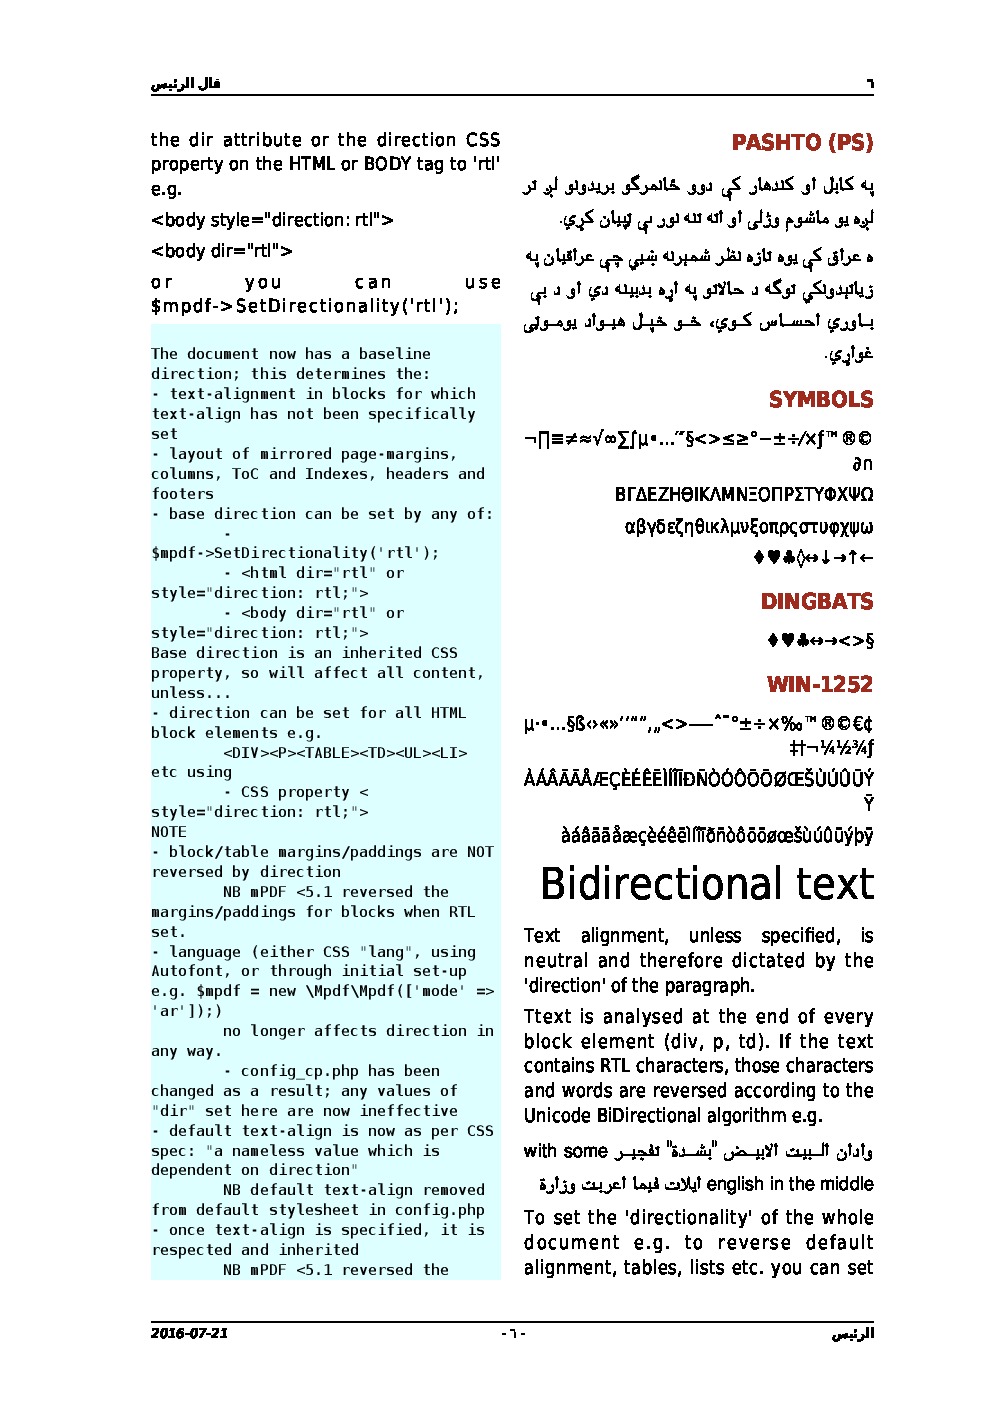 ٦
قال الرئيس
PASHTO (PS)
په کابل او کندهار کې دوو ځانمرګو بريدونو لږ تر
لږه يو ماشوم وژلی او اته تنه نور يې ټپيان کړي.
ه عراق کې يوه تازه نظر شمېرنه ښيي چې عراقيان په
زياتېدونکې توګه د حالاتو په اړه بدبينه دي او د بې
باوري احساس کوي، خو خپل هيواد يوموټی
غواړي.
SYMBOLS
¬∏≡≠≈√∞∑∫µ•…″′§<>≤≥°−±÷⁄×ƒ™®©
∂∩
ΒΓΔΕΖΗΘΙΚΛΜΝΞΟΠΡΣΤΥΦΧΨΩ
αβγδεζηθικλμνξοπρςστυφχψω
♦♥♣◊↔↓→↑←
DINGBATS
♦♥♣↔→<>§
WIN-1252
µ·•…§ß‹›«»‘’“”‚„<>—–ˆ¯°±÷×‰™®©€¢
‡†¬¼½¾ƒ
ÀÁÂÃÄÅÆÇÈÉÊËÌÍÎÏÐÑÒÓÔÕÖØŒŠÙÚÛÜÝ
Ÿ
àáâãäåæçèéêëìíîïðñòôõöøœšùúûüýþÿ
Bidirectional text
Text alignment, unless specified, is
neutral and therefore dictated by the
'direction' of the paragraph.
Ttext is analysed at the end of every
block element (div, p, td). If the text
contains RTL characters, those characters
and words are reversed according to the
Unicode BiDirectional algorithm e.g.
وادان البيت الابيض "بشدة" تفجير with some
english in the middle ايلات فيما اعربت وزارة
To set the 'directionality' of the whole
document e.g. to reverse default
alignment, tables, lists etc. you can set
the dir attribute or the direction CSS
property on the HTML or BODY tag to 'rtl'
e.g.
<body style="direction: rtl">
<body dir="rtl">
or you can use
$mpdf->SetDirectionality('rtl');
The document now has a baseline
direction; this determines the:
- text-alignment in blocks for which
text-align has not been specifically
set
- layout of mirrored page-margins,
columns, ToC and Indexes, headers and
footers
- base direction can be set by any of:
-
$mpdf->SetDirectionality('rtl');
- <html dir="rtl" or
style="direction: rtl;">
- <body dir="rtl" or
style="direction: rtl;">
Base direction is an inherited CSS
property, so will affect all content,
unless...
- direction can be set for all HTML
block elements e.g.
<DIV><P><TABLE><TD><UL><LI>
etc using
- CSS property <
style="direction: rtl;">
NOTE
- block/table margins/paddings are NOT
reversed by direction
NB mPDF <5.1 reversed the
margins/paddings for blocks when RTL
set.
- language (either CSS "lang", using
Autofont, or through initial set-up
e.g. $mpdf = new \Mpdf\Mpdf(['mode' =>
'ar']);)
no longer affects direction in
any way.
- config_cp.php has been
changed as a result; any values of
"dir" set here are now ineffective
- default text-align is now as per CSS
spec: "a nameless value which is
dependent on direction"
NB default text-align removed
from default stylesheet in config.php
- once text-align is specified, it is
respected and inherited
NB mPDF <5.1 reversed the
الرئيس
- ٦ -
2016-07-21